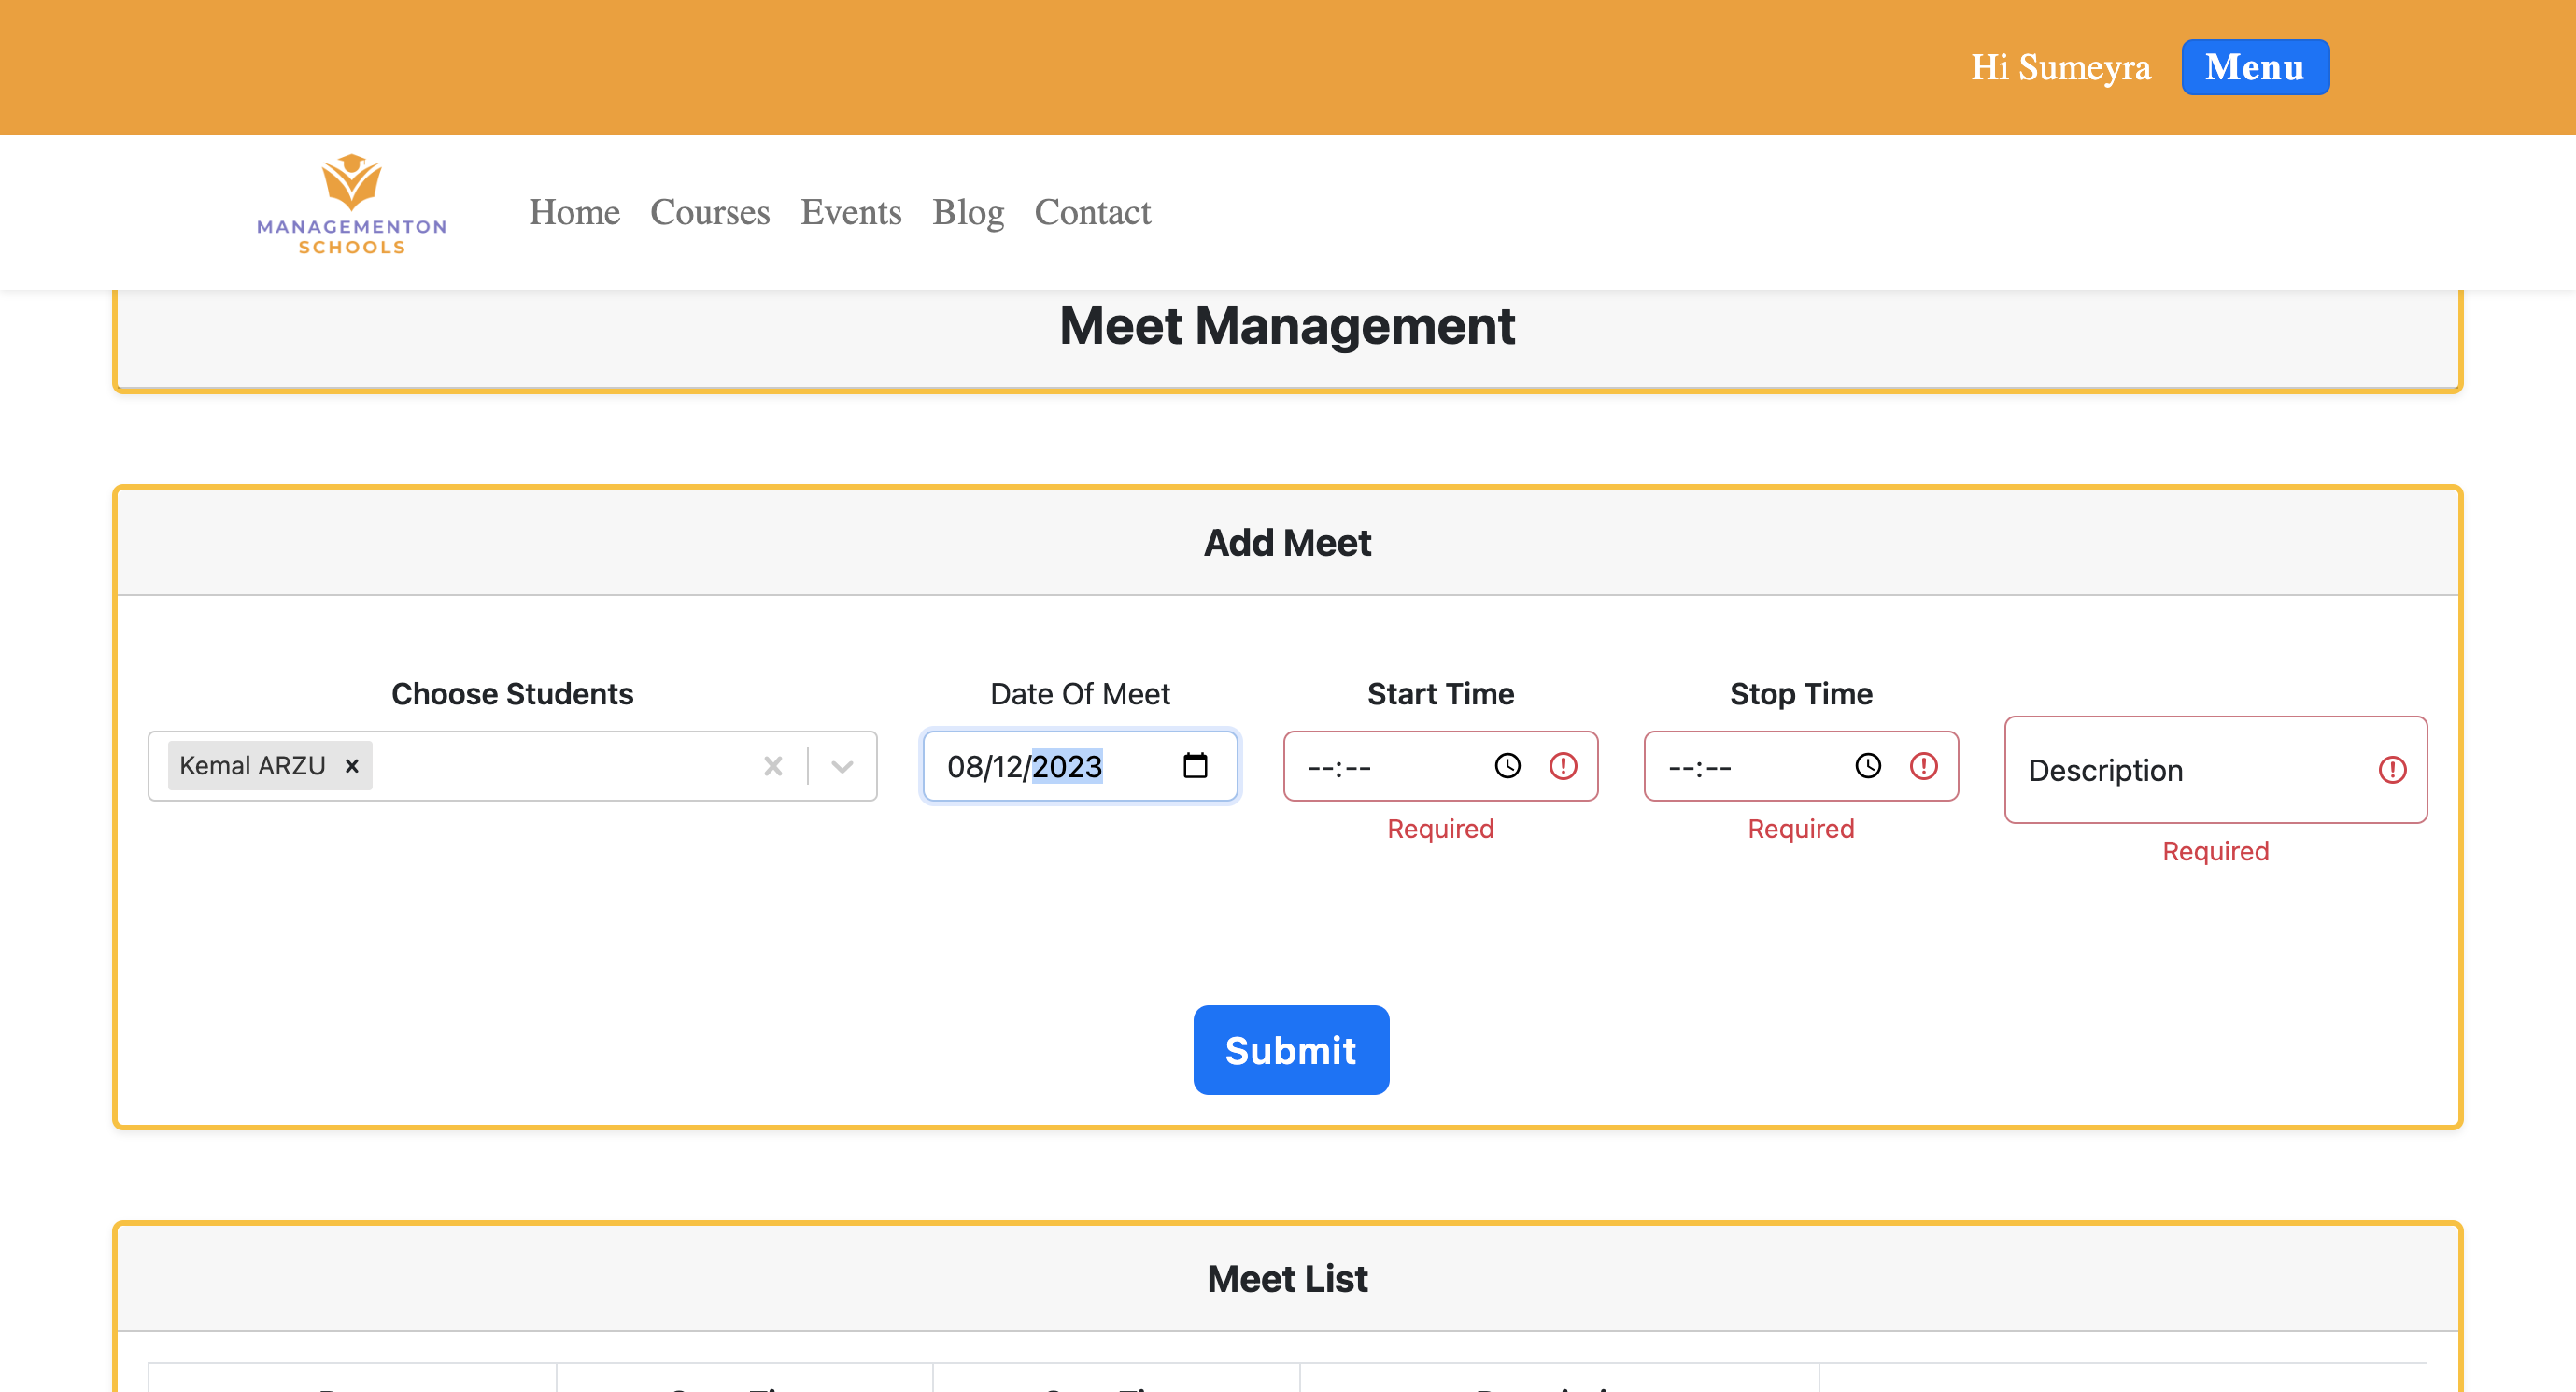 Hi Sumeyra Menu
MANAGEMENTON
SCHOOLS
Home Courses Events Blog Contact
Meet Management
Add Meet
Choose Students Date Of Meet Start Time Stop Time
Kemal ARZU 08/12/2023 --:-- --:-- Description
Required Required Required
Submit
Meet List